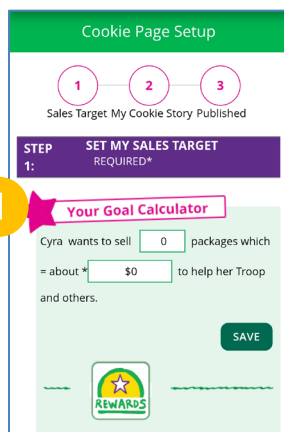 Cookie Page Setup
1 2 3
Sales Target My Cookie Story Published
STEP 1: SET MY SALES TARGET
REQUIRED*
Your Goal Calculator
Cyra wants to sell 0 packages which
= about * $0 to help her Troop
and others.
SAVE
REWARDS